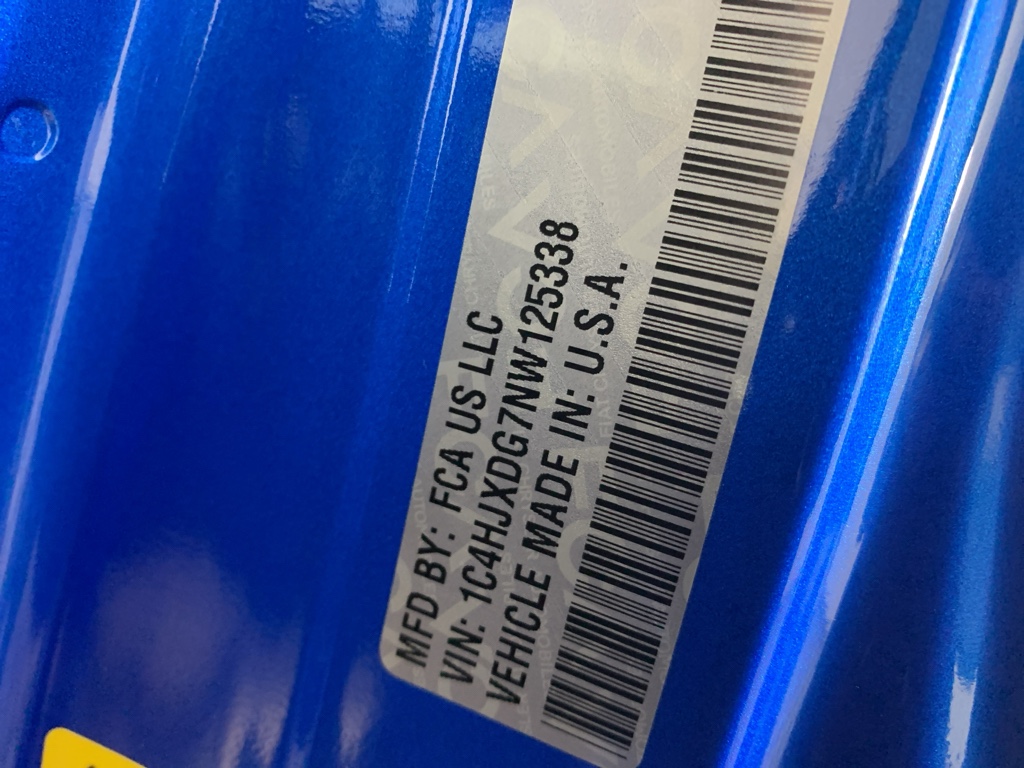 MFD BY: FCA US LLC
VIN: 1C4HJXDG7NW125338
VEHICLE MADE IN: U.S.A.